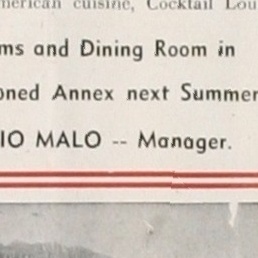 merican cuisine, Cocktail Lou
ms and Dining Room in
oned Annex next Summer
IO MALO -- Manager.